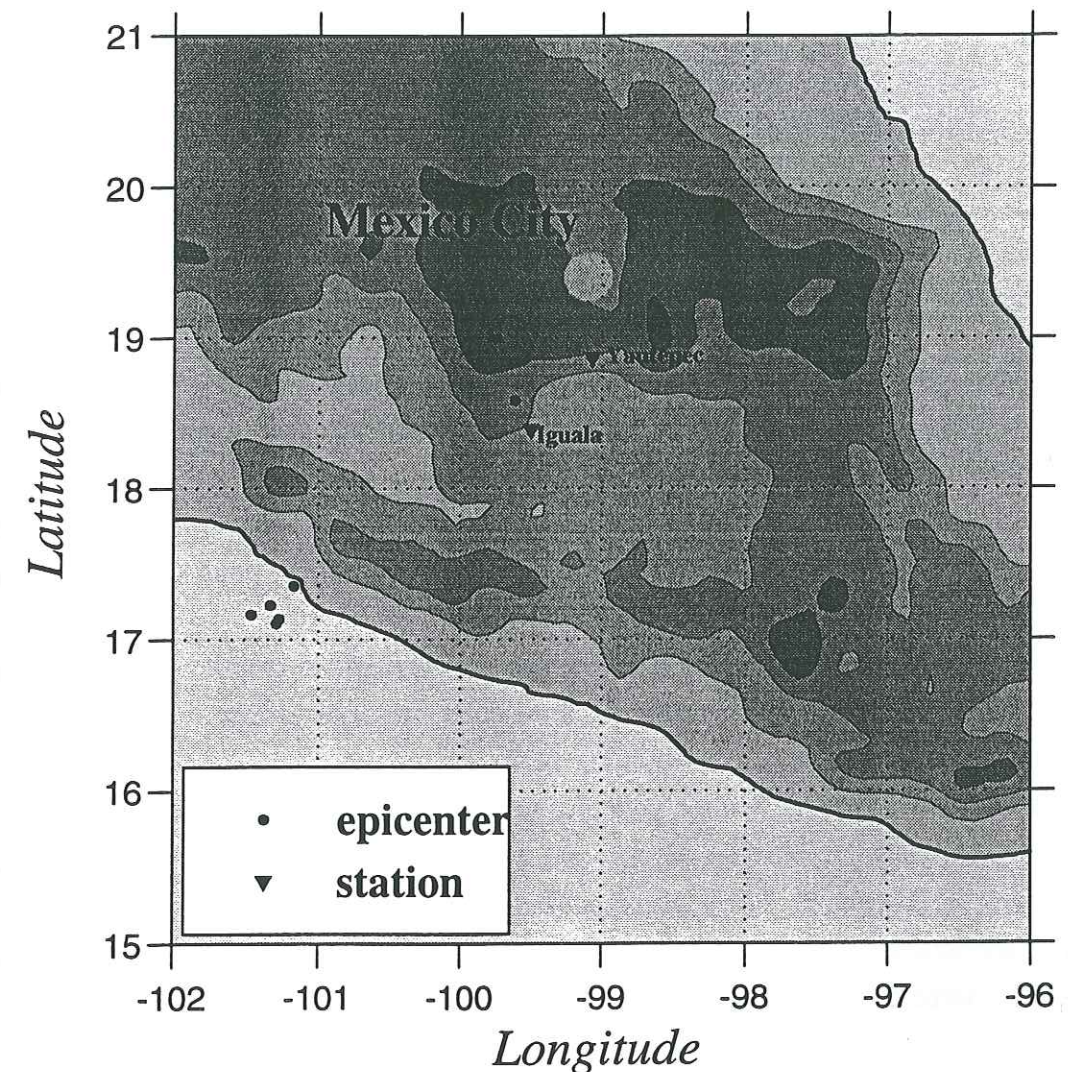 21
20
Mexico City
19
Yautepec
Iguala
18
17
16
epicenter
station
15
-102 -101 -100 -99 -98 -97 -96
Longitude
Latitude